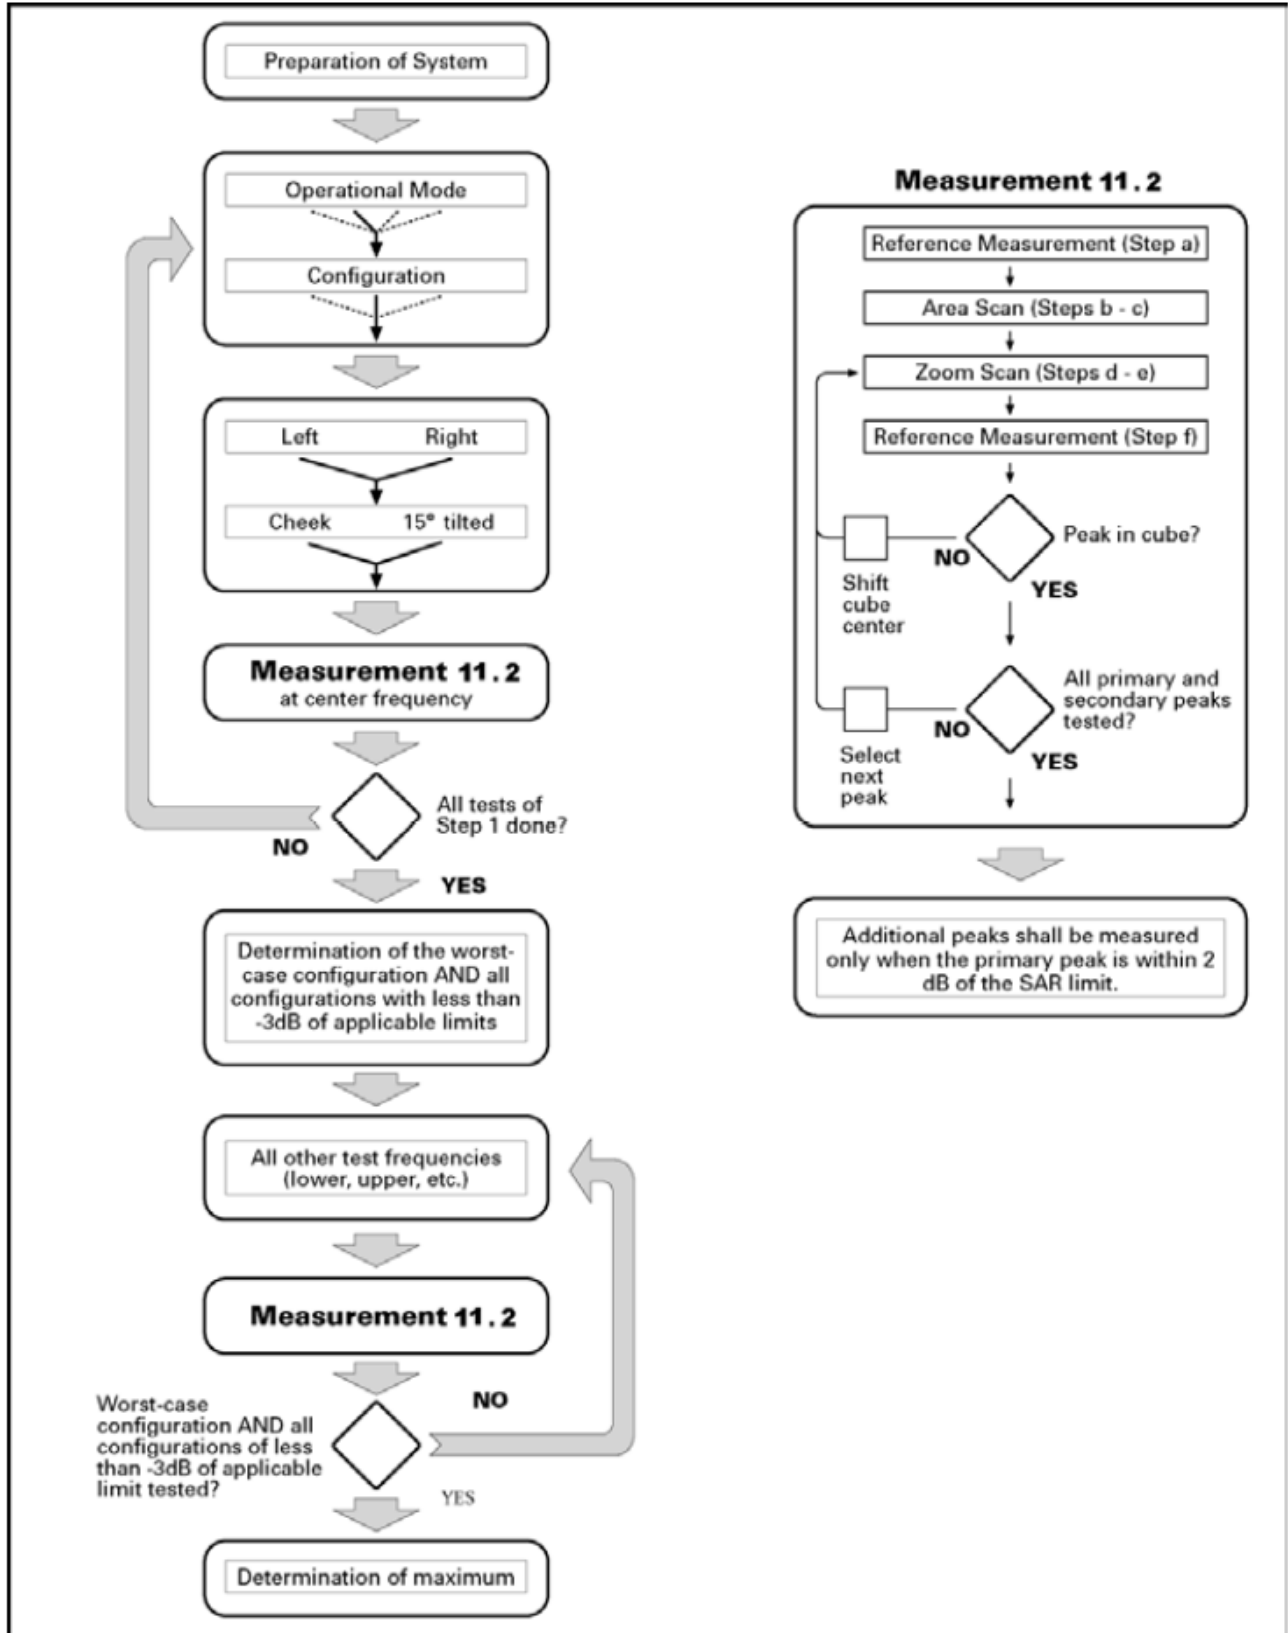 Preparation of System
Operational Mode
Configuration
Left Right
Cheek 15° tilted
Measurement 11.2
at center frequency
All tests of
Step 1 done?
NO
YES
Determination of the worst-
case configuration AND all
configurations with less than
-3dB of applicable limits
All other test frequencies
(lower, upper, etc.)
Measurement 11.2
Worst-case
configuration AND all
configurations of less
than -3dB of applicable
limit tested?
NO
YES
Determination of maximum
Measurement 11.2
Reference Measurement (Step a)
Area Scan (Steps b - c)
Zoom Scan (Steps d - e)
Reference Measurement (Step f)
Peak in cube?
NO
YES
Shift
cube
center
All primary and
secondary peaks
tested?
NO
YES
Select
next
peak
Additional peaks shall be measured
only when the primary peak is within 2
dB of the SAR limit.